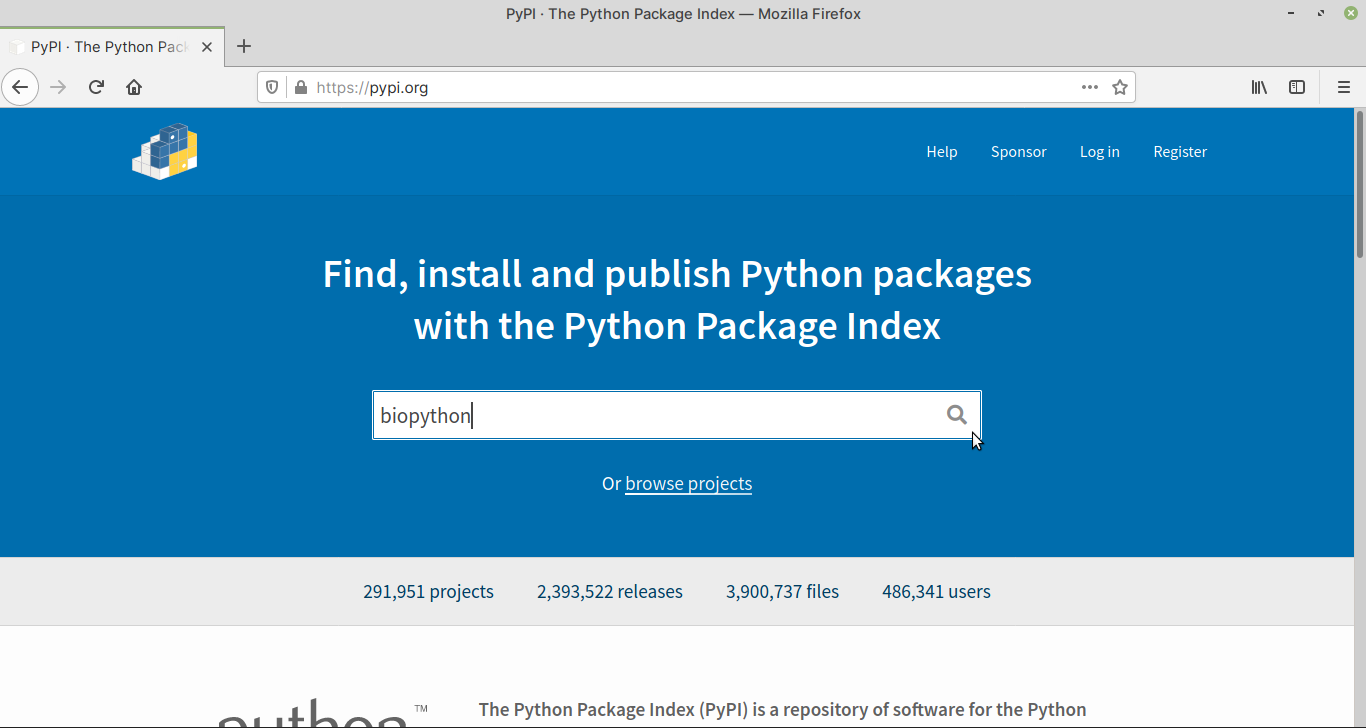 PyPI · The Python Package Index — Mozilla Firefox
PyPI · The Python Pack
https://pypi.org
Help Sponsor Log in Register
Find, install and publish Python packages
with the Python Package Index
biopython
Or browse projects
291,951 projects 2,393,522 releases 3,900,737 files 486,341 users
TM
The Python Package Index (PyPI) is a repository of software for the Python